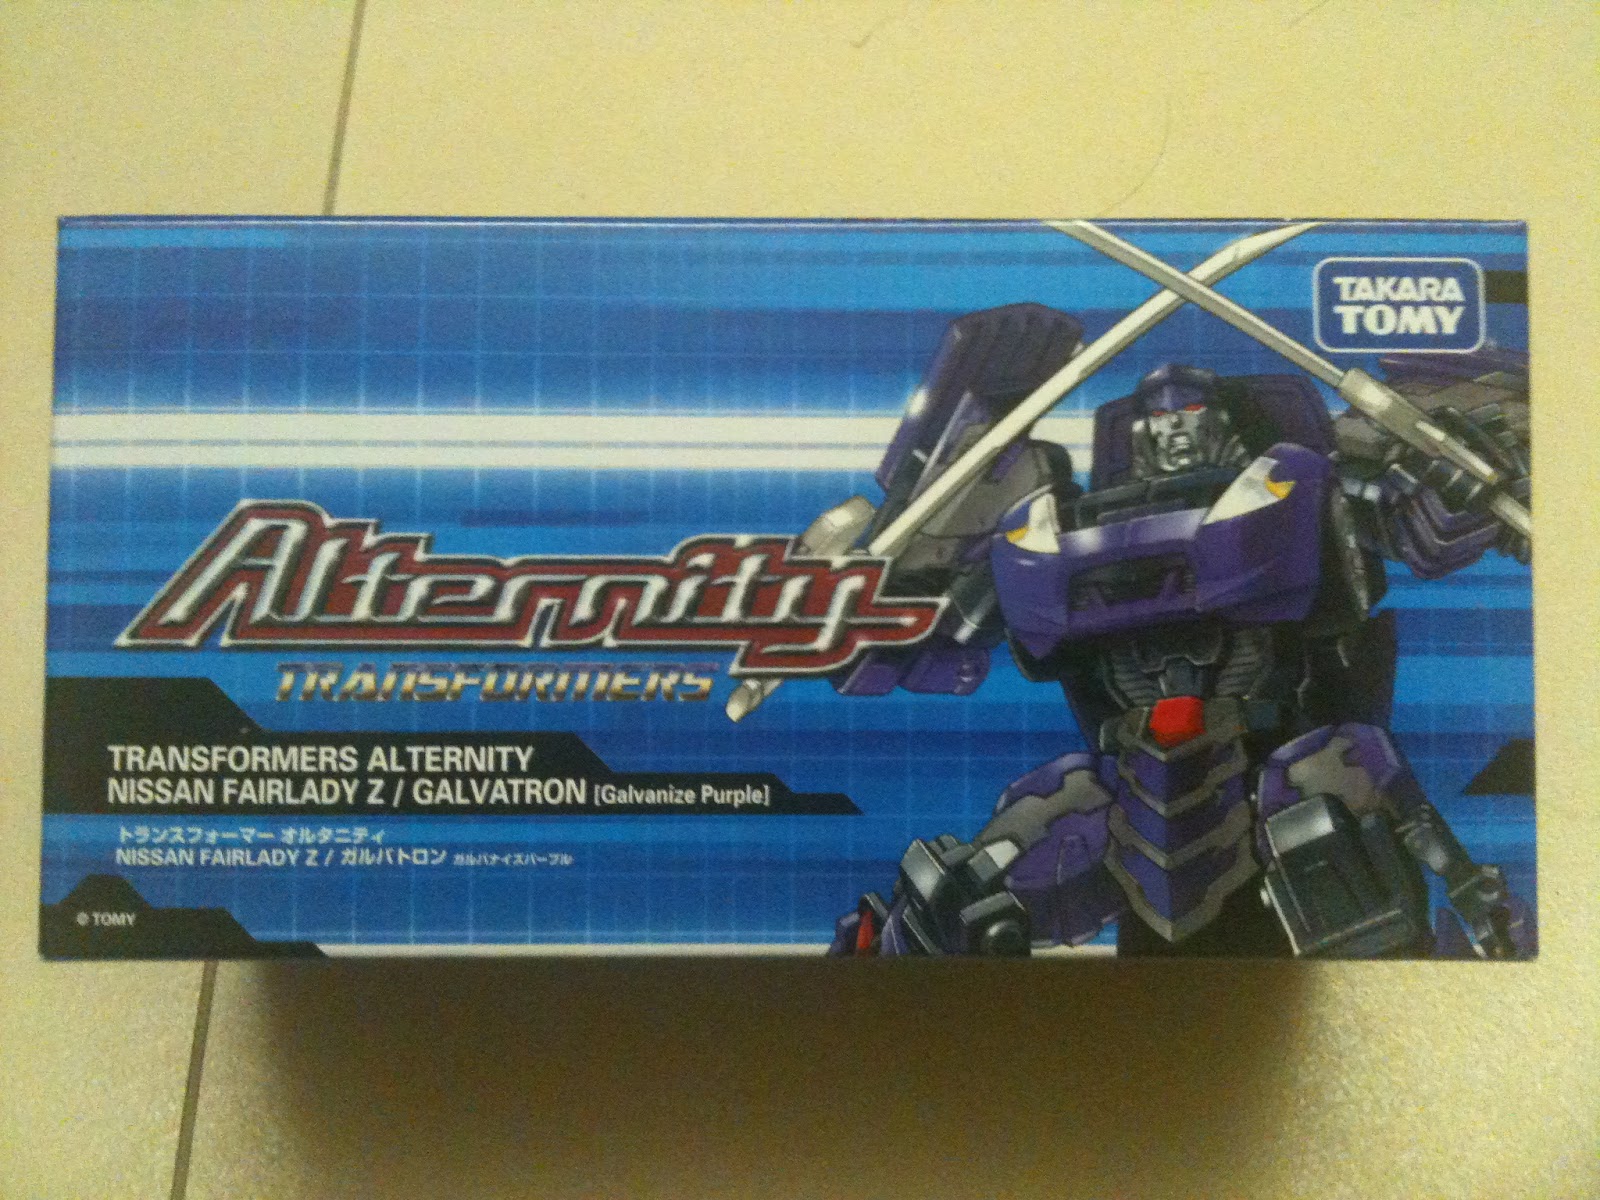 TAKARA
TOMY
Alternity
TRANSFORMERS
TRANSFORMERS ALTERNITY
NISSAN FAIRLADY Z / GALVATRON [Galvanize Purple]
トランスフォーマー オルタニティ
NISSAN FAIRLADY Z / ガルバトロン ガルバナイズパープル
© TOMY